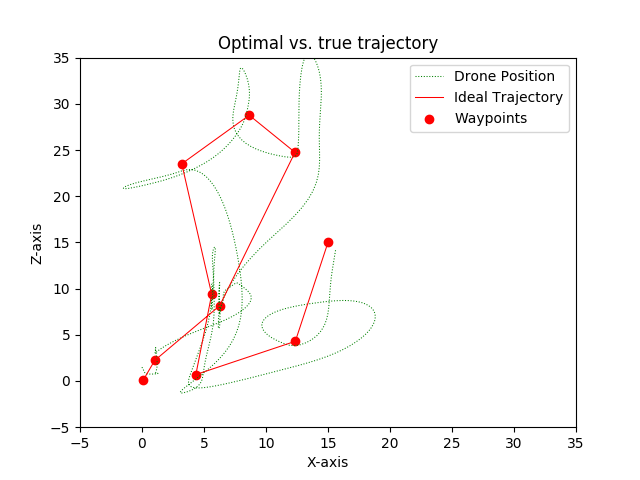 Optimal vs. true trajectory
Drone Position
Ideal Trajectory
Waypoints
Z-axis
35
30
25
20
15
10
5
0
−5
−5 0 5 10 15 20 25 30 35
X-axis